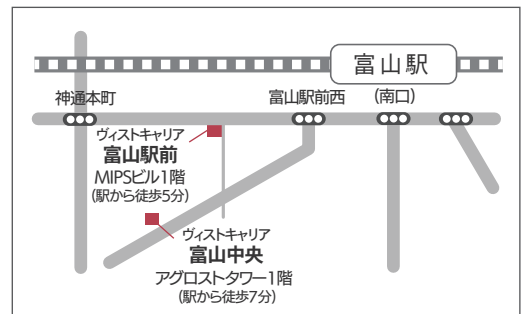 富山駅
神通本町
富山駅前西
(南口)
ヴィストキャリア
富山駅前
MIPSビル1階
(駅から徒歩5分)
ヴィストキャリア
富山中央
アグロストタワー1階
(駅から徒歩7分)